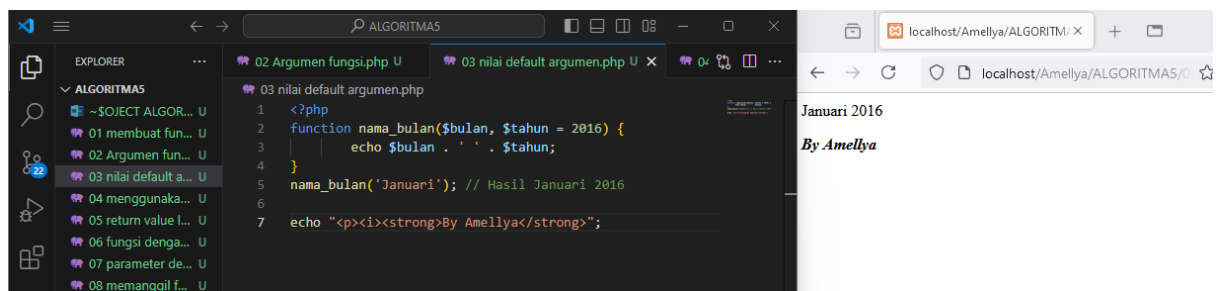 ALGORITMA5
EXPLORER ...
ALGORITMA5
~$OJECT ALGOR... U
01 membuat fun... U
02 Argumen fun... U
03 nilai default a... U
04 menggunaka... U
05 return value l... U
06 fungsi denga... U
07 parameter de... U
08 memanggil f... U
22
02 Argumen fungsi.php U
03 nilai default argumen.php U
04
03 nilai default argumen.php
1 <?php
2 function nama_bulan($bulan, $tahun = 2016) {
3 echo $bulan . ' ' . $tahun;
4 }
5 nama_bulan('Januari'); // Hasil Januari 2016
6
7 echo "<p><i><strong>By Amellya</strong>";
localhost/Amellya/ALGORITM/
localhost/Amellya/ALGORITMA5/0
Januari 2016
By Amellya